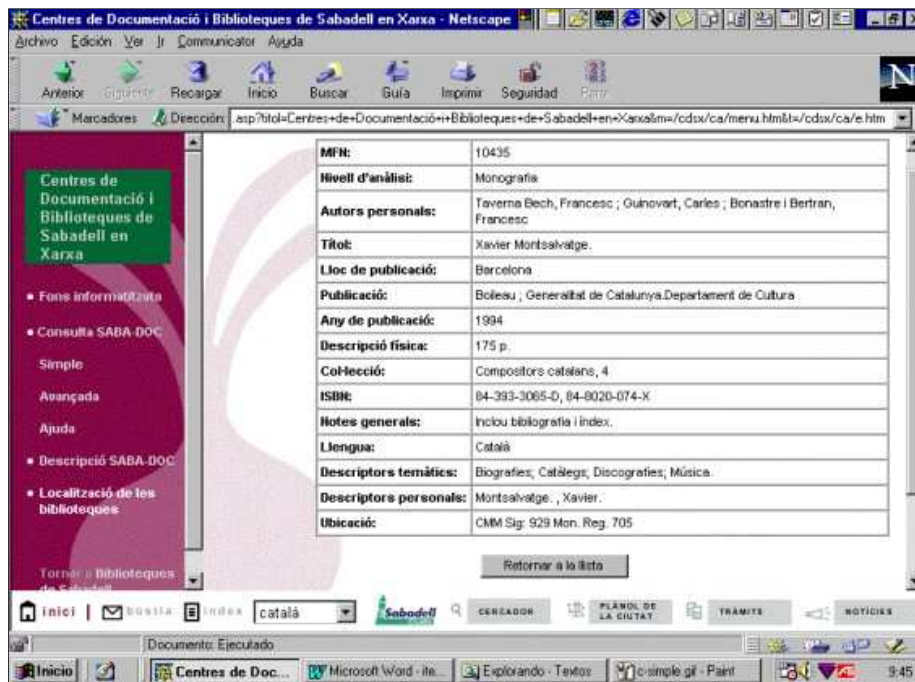 Centres de Documentació i Biblioteques de Sabadell en Xarxa - Netscape
Archivo Edición Ver Ir Communicator Ayuda
Anterior Siguiente Recargar Inicio Buscar Guía Imprimir Seguridad Parar
N
Marcadores Dirección: .asp?titol=Centres+de+Documentació+i+Biblioteques+de+Sabadell+en+Xarxa&m=/cdsx/ca/menu.htm&t=/cdsx/ca/e.htm
Centres de
Documentació i
Biblioteques de
Sabadell en
Xarxa
Fons informatitzats
Consulta SABA-DOC
Simple
Avançada
Ajuda
Descripció SABA-DOC
Localització de les
biblioteques
Tornar a Biblioteques
de Sabadell
MFN: 10435
Nivell d'anàlisi: Monografia
Autors personals: Taverna Bech, Francesc ; Guinovart, Carles ; Bonastre i Bertran,
Francesc
Títol: Xavier Montsalvatge.
Lloc de publicació: Barcelona
Publicació: Boileau ; Generalitat de Catalunya.Departament de Cultura
Any de publicació: 1994
Descripció física: 175 p.
Col·lecció: Compositors catalans, 4
ISBN: 84-393-3065-D, 84-8020-074-X
Notes generals: Inclou bibliografia i índex.
Llengua: Català
Descriptors temàtics: Biografies; Catàlegs; Discografies; Música.
Descriptors personals: Montsalvatge. , Xavier.
Ubicació: CMM Sig: 929 Mon. Reg. 705
Retornar a la llista
inici | bústia index català Sabadell CERCADOR PLÀNOL DE LA CIUTAT TRÀMITS NOTÍCIES
Documento: Ejecutado
Inicio Centres de Doc... Microsoft Word - ite... Explorando - Textos c-simple.gif - Paint 9:45